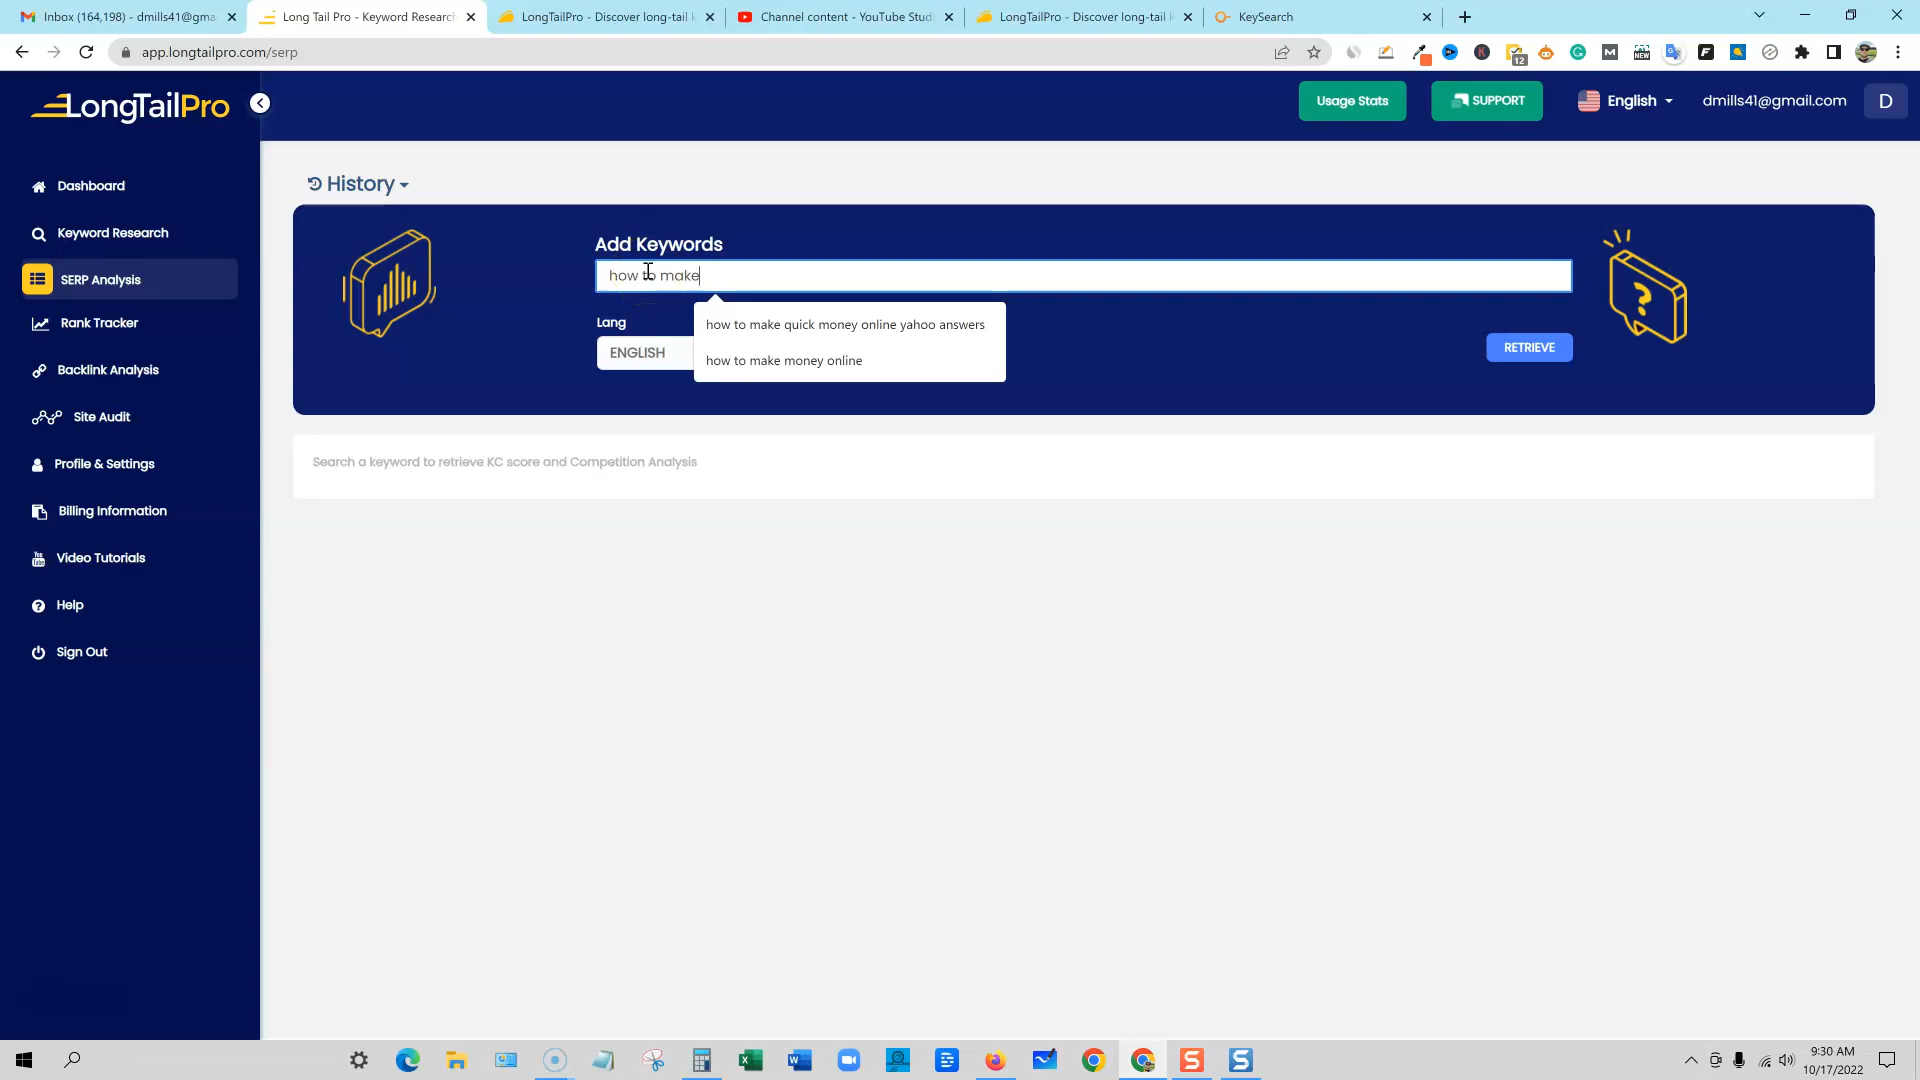 Inbox (164,198) - dmills41@gma
Long Tail Pro - Keyword Research
LongTailPro - Discover long-tail k
Channel content - YouTube Studi
LongTailPro - Discover long-tail k
KeySearch
app.longtailpro.com/serp
12
NEW
LongTailPro
Usage Stats
SUPPORT
English
dmills41@gmail.com
D
Dashboard
Keyword Research
SERP Analysis
Rank Tracker
Backlink Analysis
Site Audit
Profile & Settings
Billing Information
Video Tutorials
Help
Sign Out
History
Add Keywords
how to make
how to make quick money online yahoo answers
how to make money online
Lang
ENGLISH
RETRIEVE
Search a keyword to retrieve KC score and Competition Analysis
9:30 AM
10/17/2022